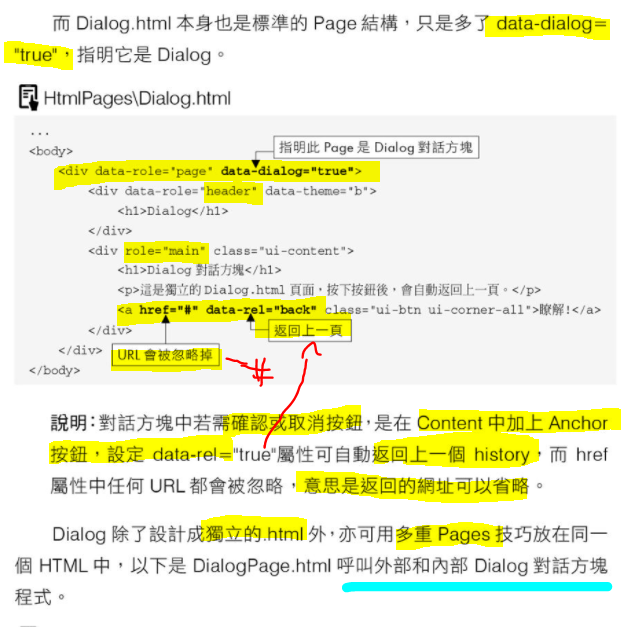 而 Dialog.html 本身也是標準的 Page 結構，只是多了 data-dialog=
"true"，指明它是 Dialog。
HtmlPages\Dialog.html
...
指明此 Page 是 Dialog 對話方塊
<body>
<div data-role="page" data-dialog="true">
<div data-role="header" data-theme="b">
<h1>Dialog</h1>
</div>
<div role="main" class="ui-content">
<h1>Dialog 對話方塊</h1>
<p>這是獨立的 Dialog.html 頁面，按下按鈕後，會自動返回上一頁。</p>
<a href="#" data-rel="back" class="ui-btn ui-corner-all">瞭解!</a>
</div>
返回上一頁
</div>
URL 會被忽略掉
#
</body>
說明：對話方塊中若需確認或取消按鈕，是在 Content 中加上 Anchor
按鈕，設定 data-rel="true"屬性可自動返回上一個 history，而 href
屬性中任何 URL 都會被忽略，意思是返回的網址可以省略。
Dialog 除了設計成獨立的.html 外，亦可用多重 Pages 技巧放在同一
個 HTML 中，以下是 DialogPage.html 呼叫外部和內部 Dialog 對話方塊
程式。